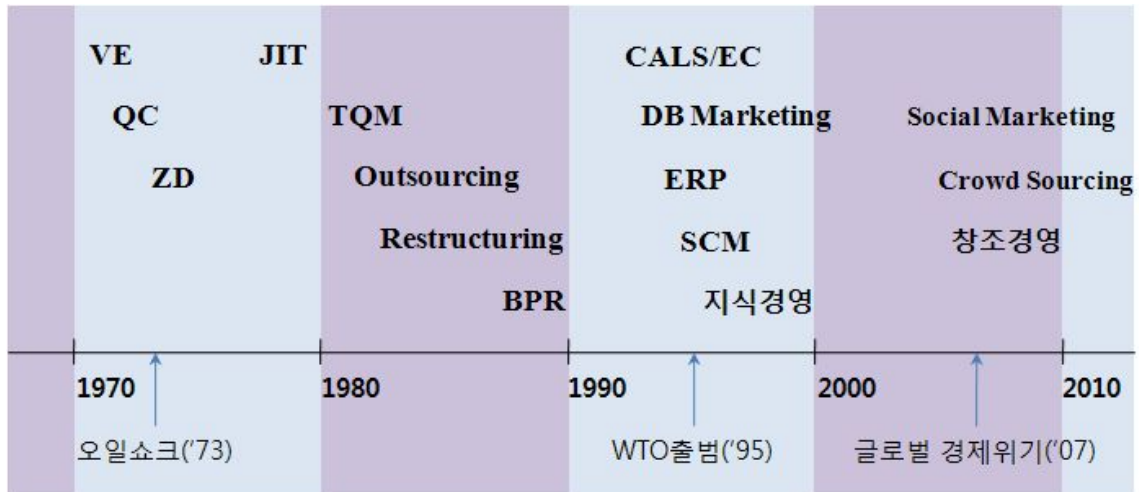 VE JIT CALS/EC
QC TQM DB Marketing Social Marketing
ZD Outsourcing ERP Crowd Sourcing
Restructuring SCM 창조경영
BPR 지식경영
1970 1980 1990 2000 2010
오일쇼크('73) WTO출범('95) 글로벌 경제위기('07)